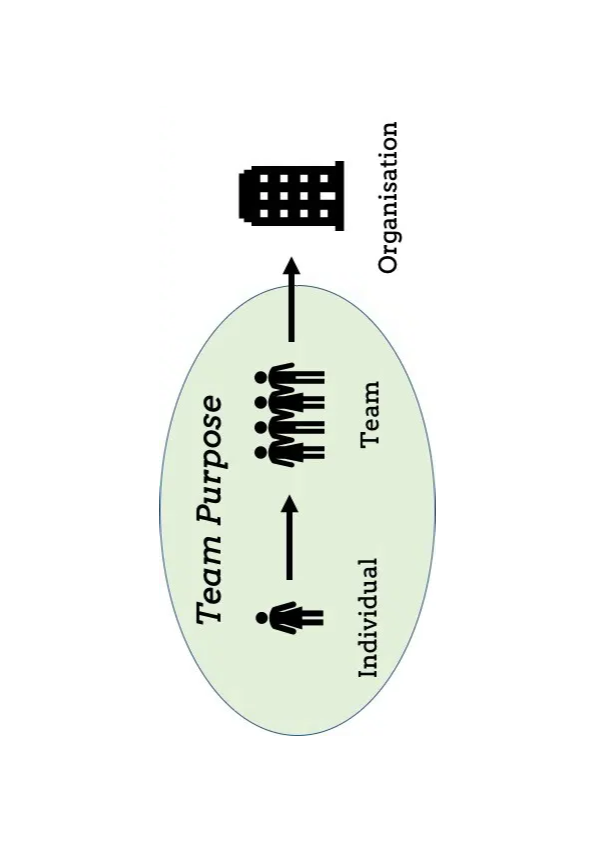 Team Purpose
Individual
Team
Organisation